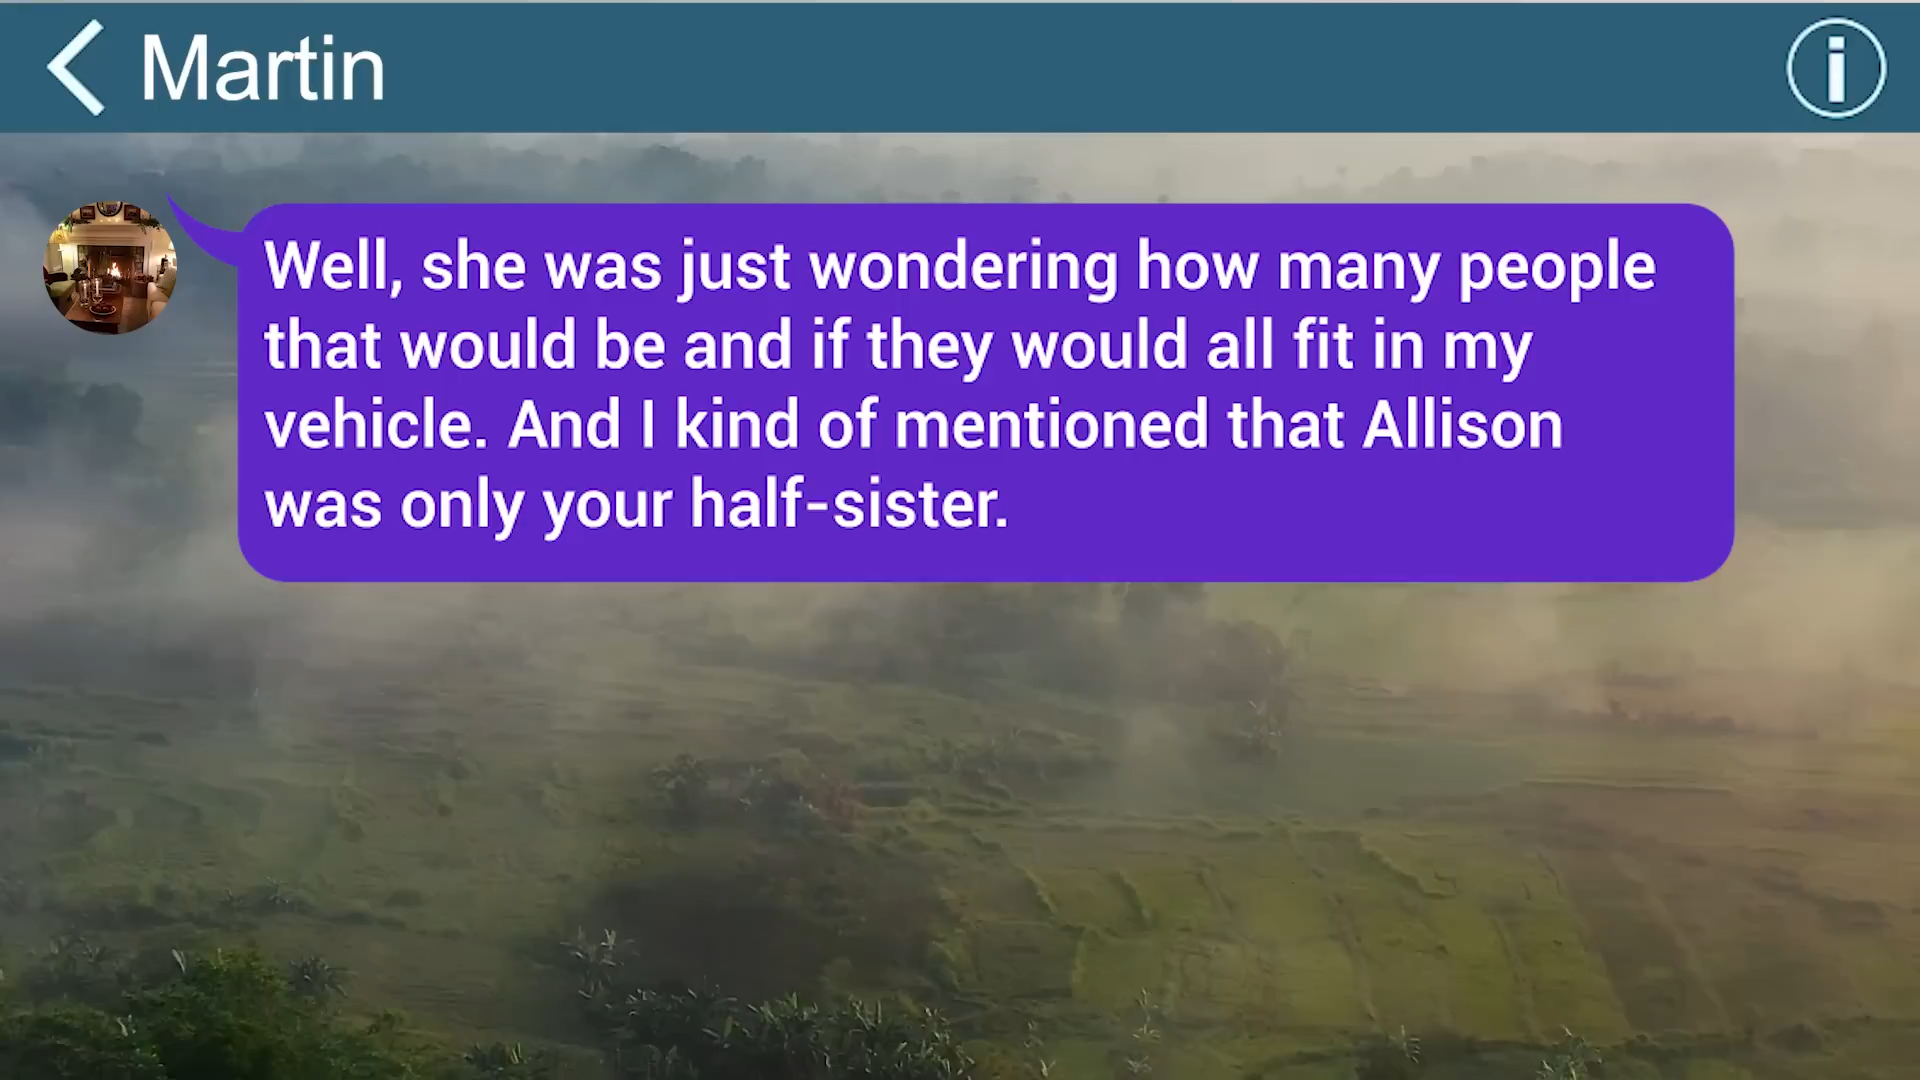 Martin
Well, she was just wondering how many people
that would be and if they would all fit in my
vehicle. And I kind of mentioned that Allison
was only your half-sister.